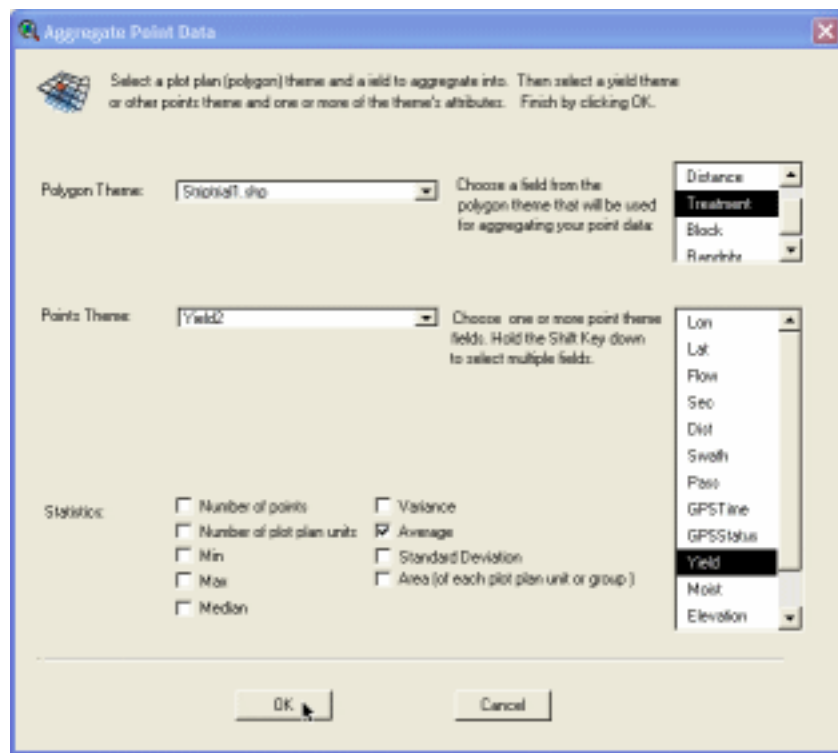 Aggregate Point Data
Select a plot plan (polygon) theme and a ield to aggregate into. Then select a yield theme
or other points theme and one or more of the theme's attributes. Finish by clicking OK.
Polygon Theme:
Striptrial1.shp
Choose a field from the
polygon theme that will be used
for aggregating your point data:
Distance
Treatment
Block
Points Theme:
Yield2
Choose one or more point theme
fields. Hold the Shift Key down
to select multiple fields.
Lon
Lat
Flow
Sec
Dist
Swath
Pass
GPSTime
GPSStatus
Yield
Moist
Elevation
Statistics:
Number of points
Number of plot plan units
Min
Max
Median
Variance
Average
Standard Deviation
Area (of each plot plan unit or group )
OK
Cancel